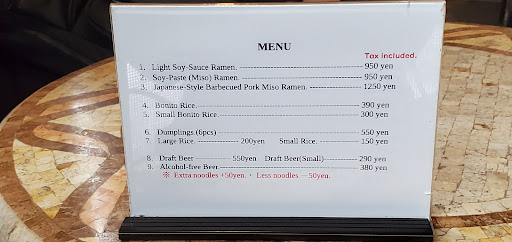 MENU
Tax included.
1. Light Soy-Sauce Ramen. ------------------------------ 950 yen
2. Soy-Paste (Miso) Ramen. ------------------------------ 950 yen
3. Japanese-Style Barbecued Pork Miso Ramen. -------------- 1250 yen
4. Bonito Rice. ---------------------------------------- 390 yen
5. Small Bonito Rice. ---------------------------------- 300 yen
6. Dumplings.(6pcs) ------------------------------------ 550 yen
7. Large Rice. ------------ 200yen Small Rice. ---------- 150 yen
8. Draft Beer ---------- 550yen Draft Beer(Small)-------- 290 yen
9. Alcohol-free Beer ----------------------------------- 380 yen
※ Extra noodles +50yen.・ Less noodles —50yen.